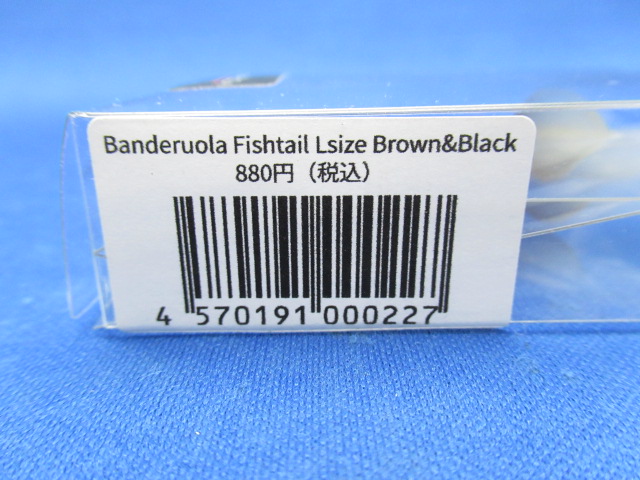 Banderuola Fishtail Lsize Brown&Black
880円（税込）
4 570191 000227